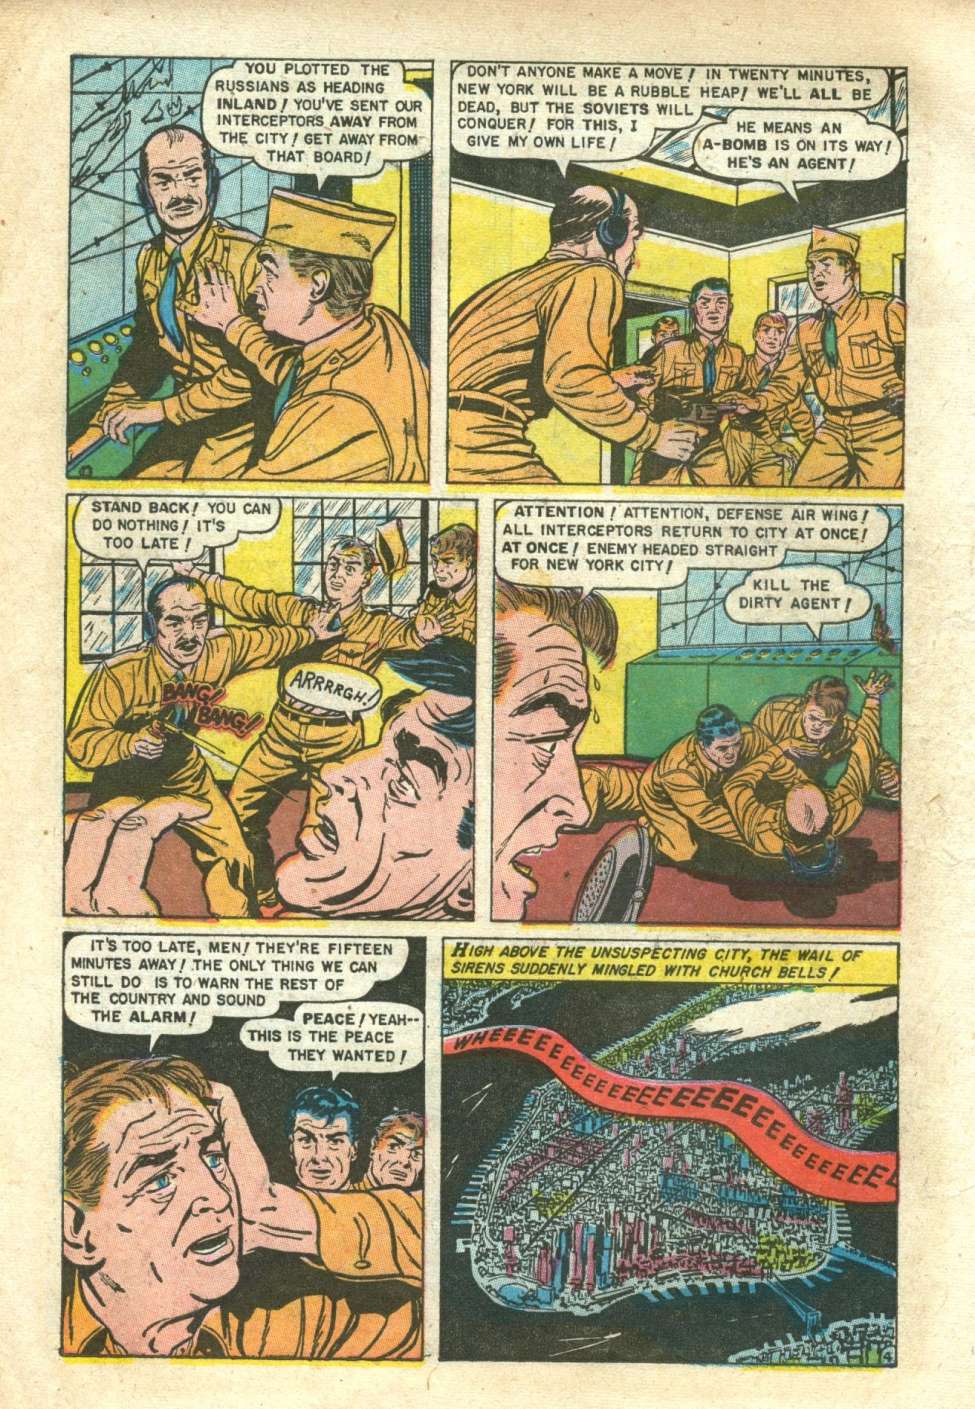 YOU PLOTTED THE
RUSSIANS AS HEADING
INLAND! YOU'VE SENT OUR
INTERCEPTORS AWAY FROM
THE CITY! GET AWAY FROM
THAT BOARD!
DON'T ANYONE MAKE A MOVE! IN TWENTY MINUTES,
NEW YORK WILL BE A RUBBLE HEAP! WE'LL ALL BE
DEAD, BUT THE SOVIETS WILL
CONQUER! FOR THIS, I
GIVE MY OWN LIFE!
HE MEANS AN
A-BOMB IS ON ITS WAY!
HE'S AN AGENT!
STAND BACK! YOU CAN
DO NOTHING! IT'S
TOO LATE!
BANG!
BANG!
ARRRRGH!
ATTENTION! ATTENTION, DEFENSE AIR WING!
ALL INTERCEPTORS RETURN TO CITY AT ONCE!
AT ONCE! ENEMY HEADED STRAIGHT
FOR NEW YORK CITY!
KILL THE
DIRTY AGENT!
IT'S TOO LATE, MEN! THEY'RE FIFTEEN
MINUTES AWAY! THE ONLY THING WE CAN
STILL DO IS TO WARN THE REST OF
THE COUNTRY AND SOUND
THE ALARM!
PEACE! YEAH--
THIS IS THE PEACE
THEY WANTED!
HIGH ABOVE THE UNSUSPECTING CITY, THE WAIL OF
SIRENS SUDDENLY MINGLED WITH CHURCH BELLS!
WHEEEEEEEEEEEEEEEEEEEEEEEEEEEEEE
4